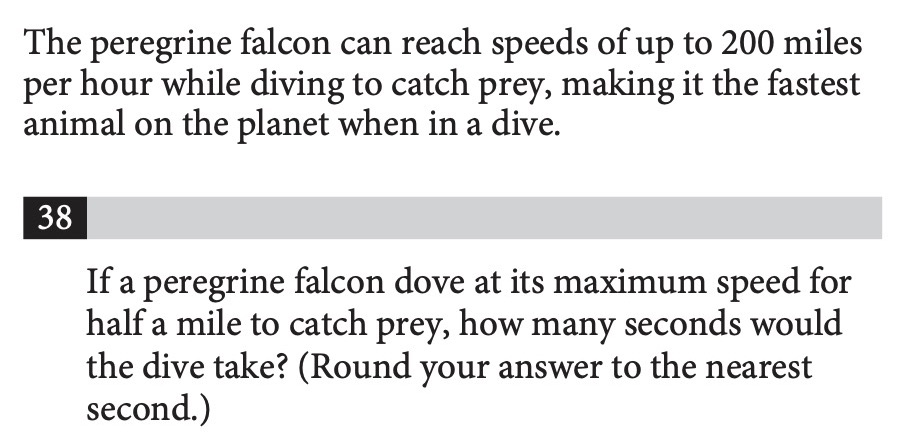 The peregrine falcon can reach speeds of up to 200 miles
per hour while diving to catch prey, making it the fastest
animal on the planet when in a dive.
38
If a peregrine falcon dove at its maximum speed for
half a mile to catch prey, how many seconds would
the dive take? (Round your answer to the nearest
second.)